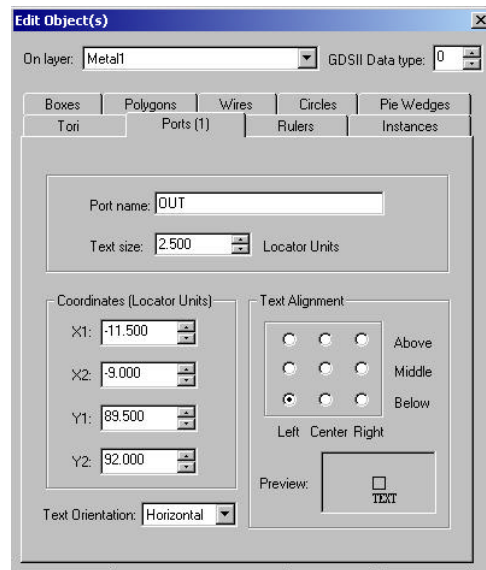 Edit Object(s)
On layer: Metal1 GDSII Data type: 0
Boxes Polygons Wires Circles Pie Wedges
Tori Ports (1) Rulers Instances
Port name: OUT
Text size: 2.500 Locator Units
Coordinates (Locator Units)
X1: -11.500
X2: -9.000
Y1: 89.500
Y2: 92.000
Text Orientation: Horizontal
Text Alignment
Above
Middle
Below
Left Center Right
Preview:
TEXT